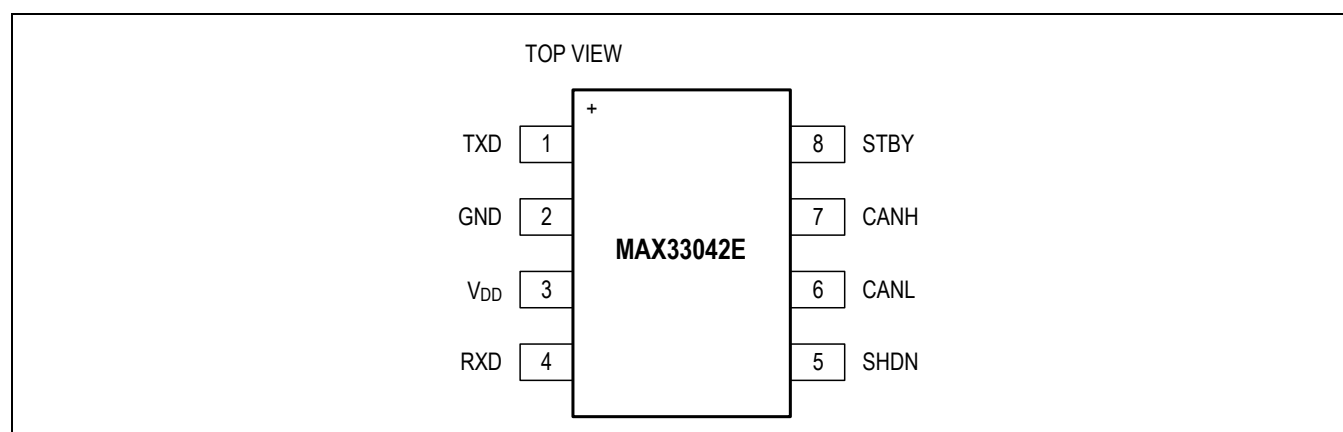 TOP VIEW
+
TXD 1 8 STBY
GND 2 7 CANH
MAX33042E
VDD 3 6 CANL
RXD 4 5 SHDN